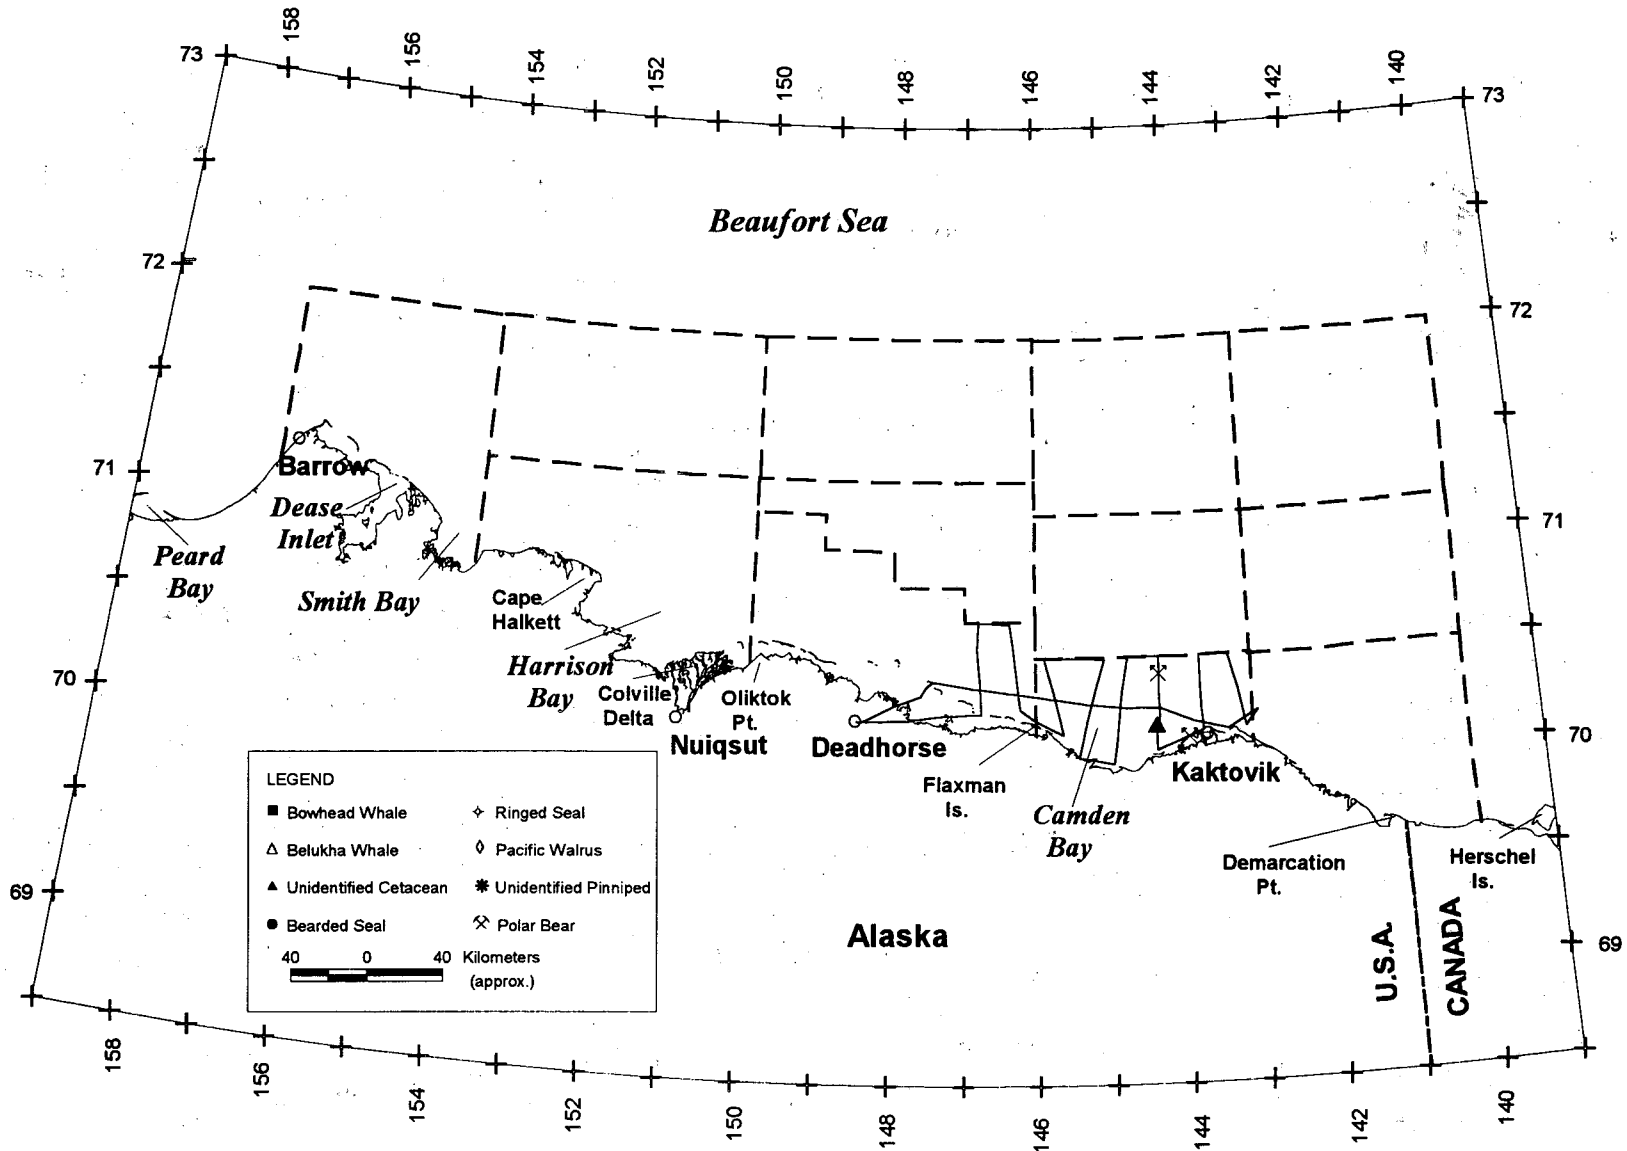 158
156
154
152
150
148
146
144
142
140
73
73
Beaufort Sea
72
72
71
71
Barrow
Dease
Inlet
Peard
Bay
Smith Bay
Cape
Halkett
Harrison
Bay
Colville
Delta
Oliktok
Pt.
Nuiqsut
Deadhorse
Flaxman
Is.
Camden
Bay
Kaktovik
Demarcation
Pt.
Herschel
Is.
70
70
LEGEND
Bowhead Whale
Ringed Seal
Belukha Whale
Pacific Walrus
Unidentified Cetacean
Unidentified Pinniped
Bearded Seal
Polar Bear
40 0 40 Kilometers
(approx.)
Alaska
U.S.A.
CANADA
69
69
158
156
154
152
150
148
146
144
142
140